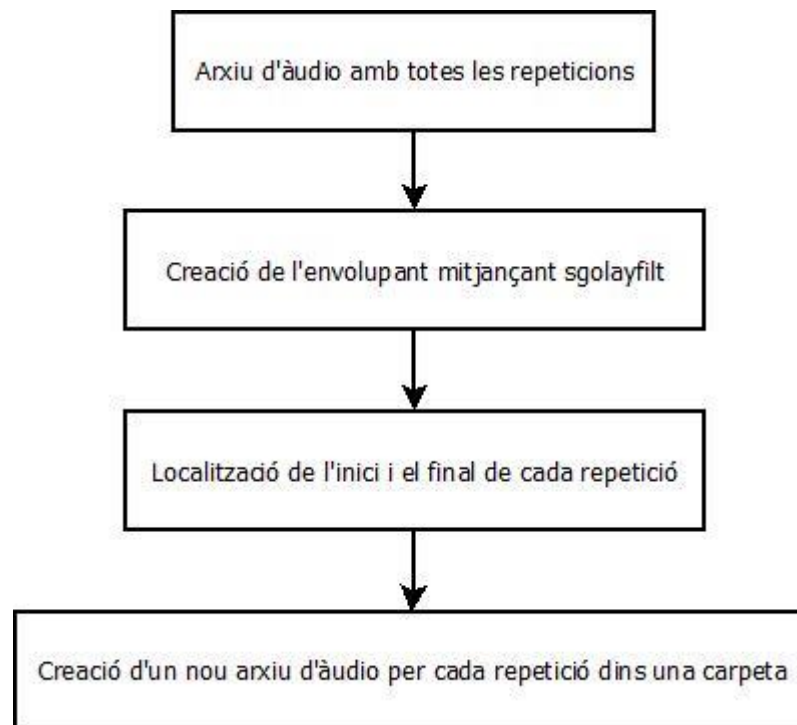 Arxiu d'àudio amb totes les repeticions
Creació de l'envolupant mitjançant sgolayfilt
Localització de l'inici i el final de cada repetició
Creació d'un nou arxiu d'àudio per cada repetició dins una carpeta